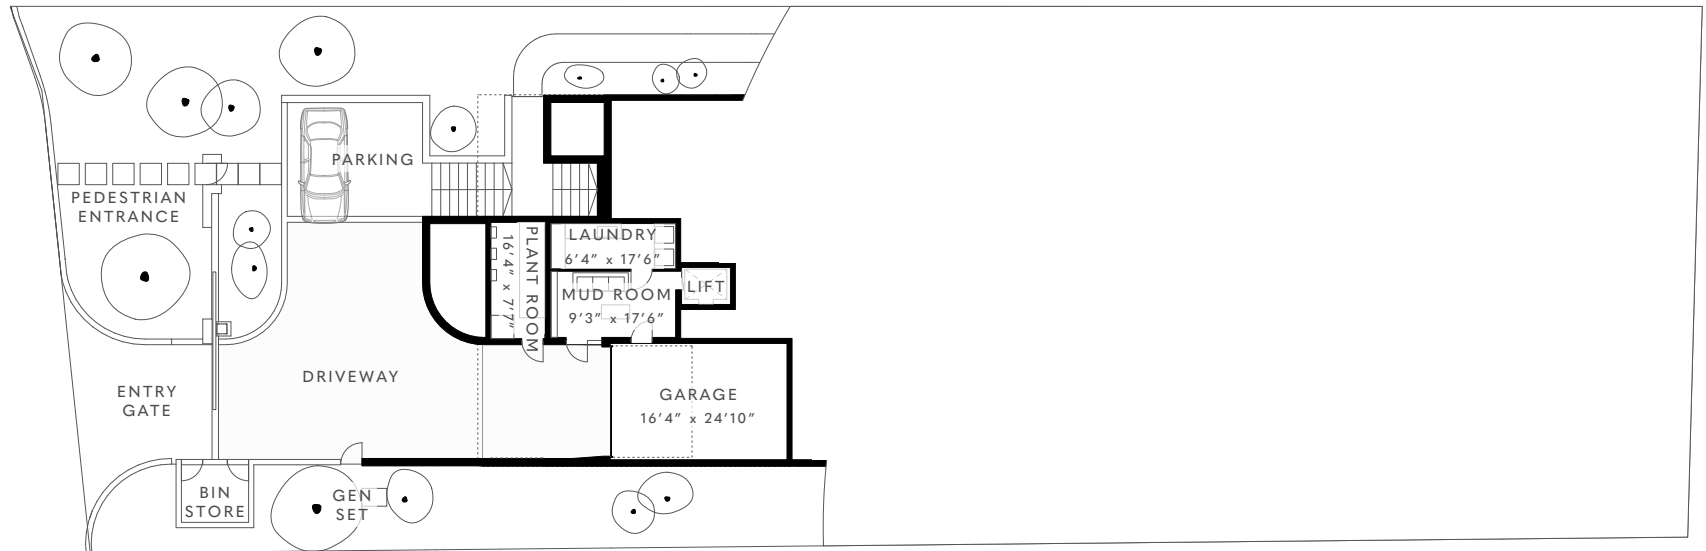 PARKING
PEDESTRIAN
ENTRANCE
PLANT ROOM
16’4” x 7’7”
LAUNDRY
6’4” x 17’6”
LIFT
MUD ROOM
9’3” x 17’6”
DRIVEWAY
ENTRY
GATE
GARAGE
16’4” x 24’10”
BIN
STORE
GEN
SET